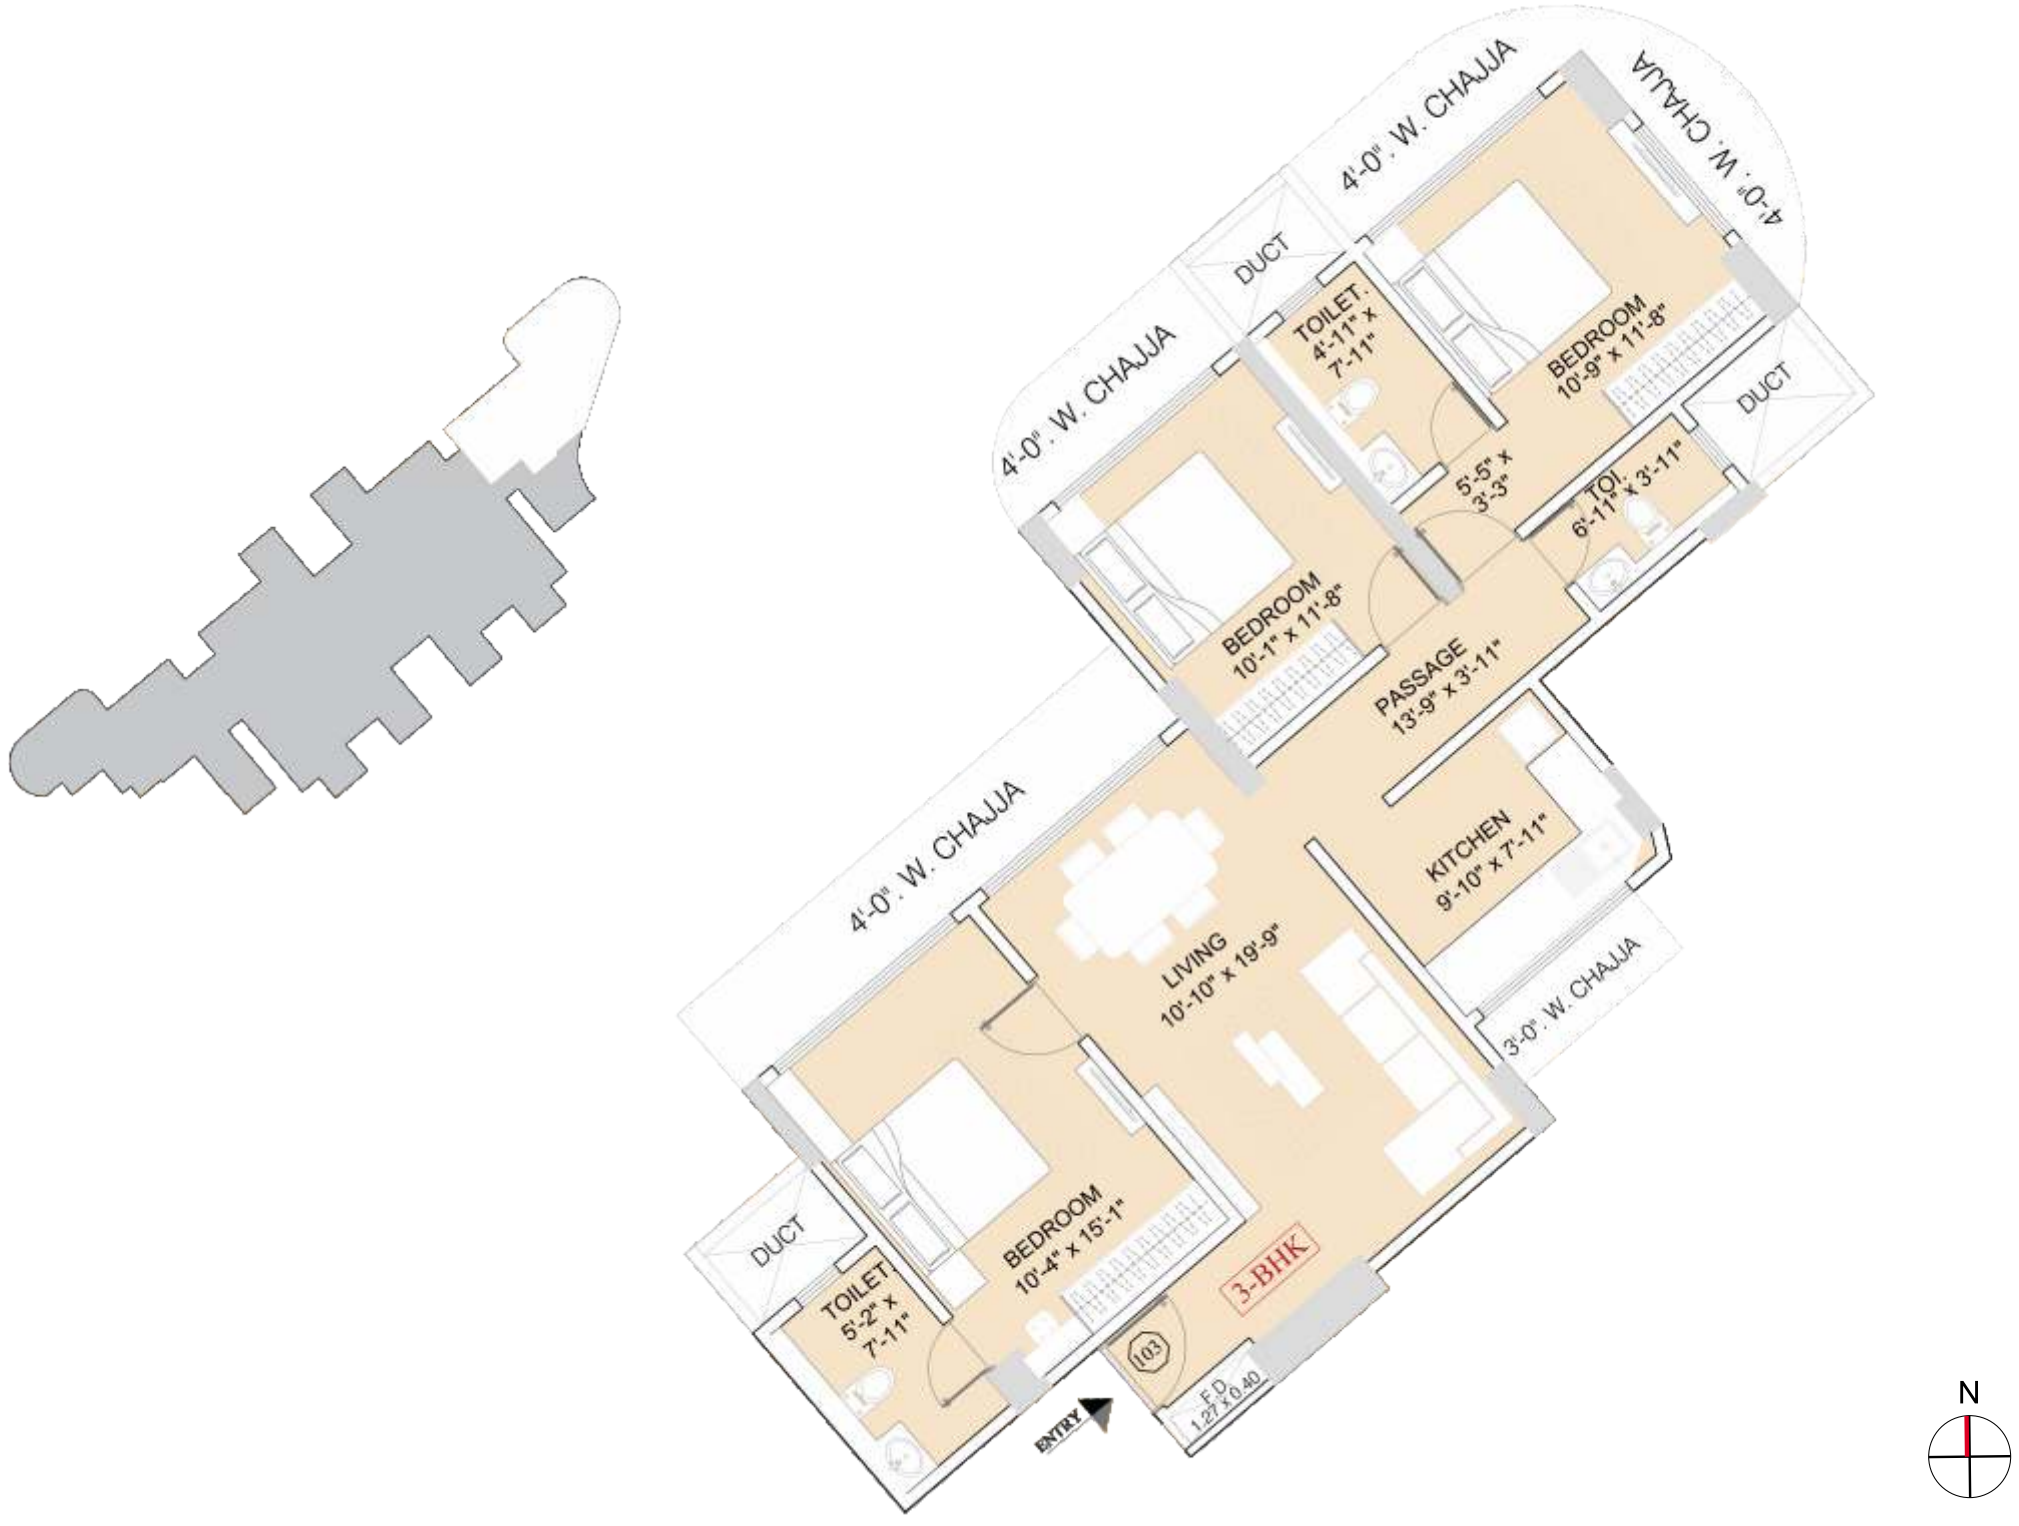 4'-0". W. CHAJJA
4'-0". W. CHAJJA
DUCT
TOILET.
4'-11" x
7'-11"
BEDROOM
10'-9" x 11'-8"
4'-0". W. CHAJJA
DUCT
5'-5" x
3'-3"
TOI.
6'-11" x 3'-11"
BEDROOM
10'-1" x 11'-8"
PASSAGE
13'-9" x 3'-11"
4'-0". W. CHAJJA
KITCHEN
9'-10" x 7'-11"
LIVING
10'-10" x 19'-9"
3'-0". W. CHAJJA
DUCT
BEDROOM
10'-4" x 15'-1"
TOILET.
5'-2" x
7'-11"
3-BHK
103
F.D.
1.27 x 0.40
ENTRY
N